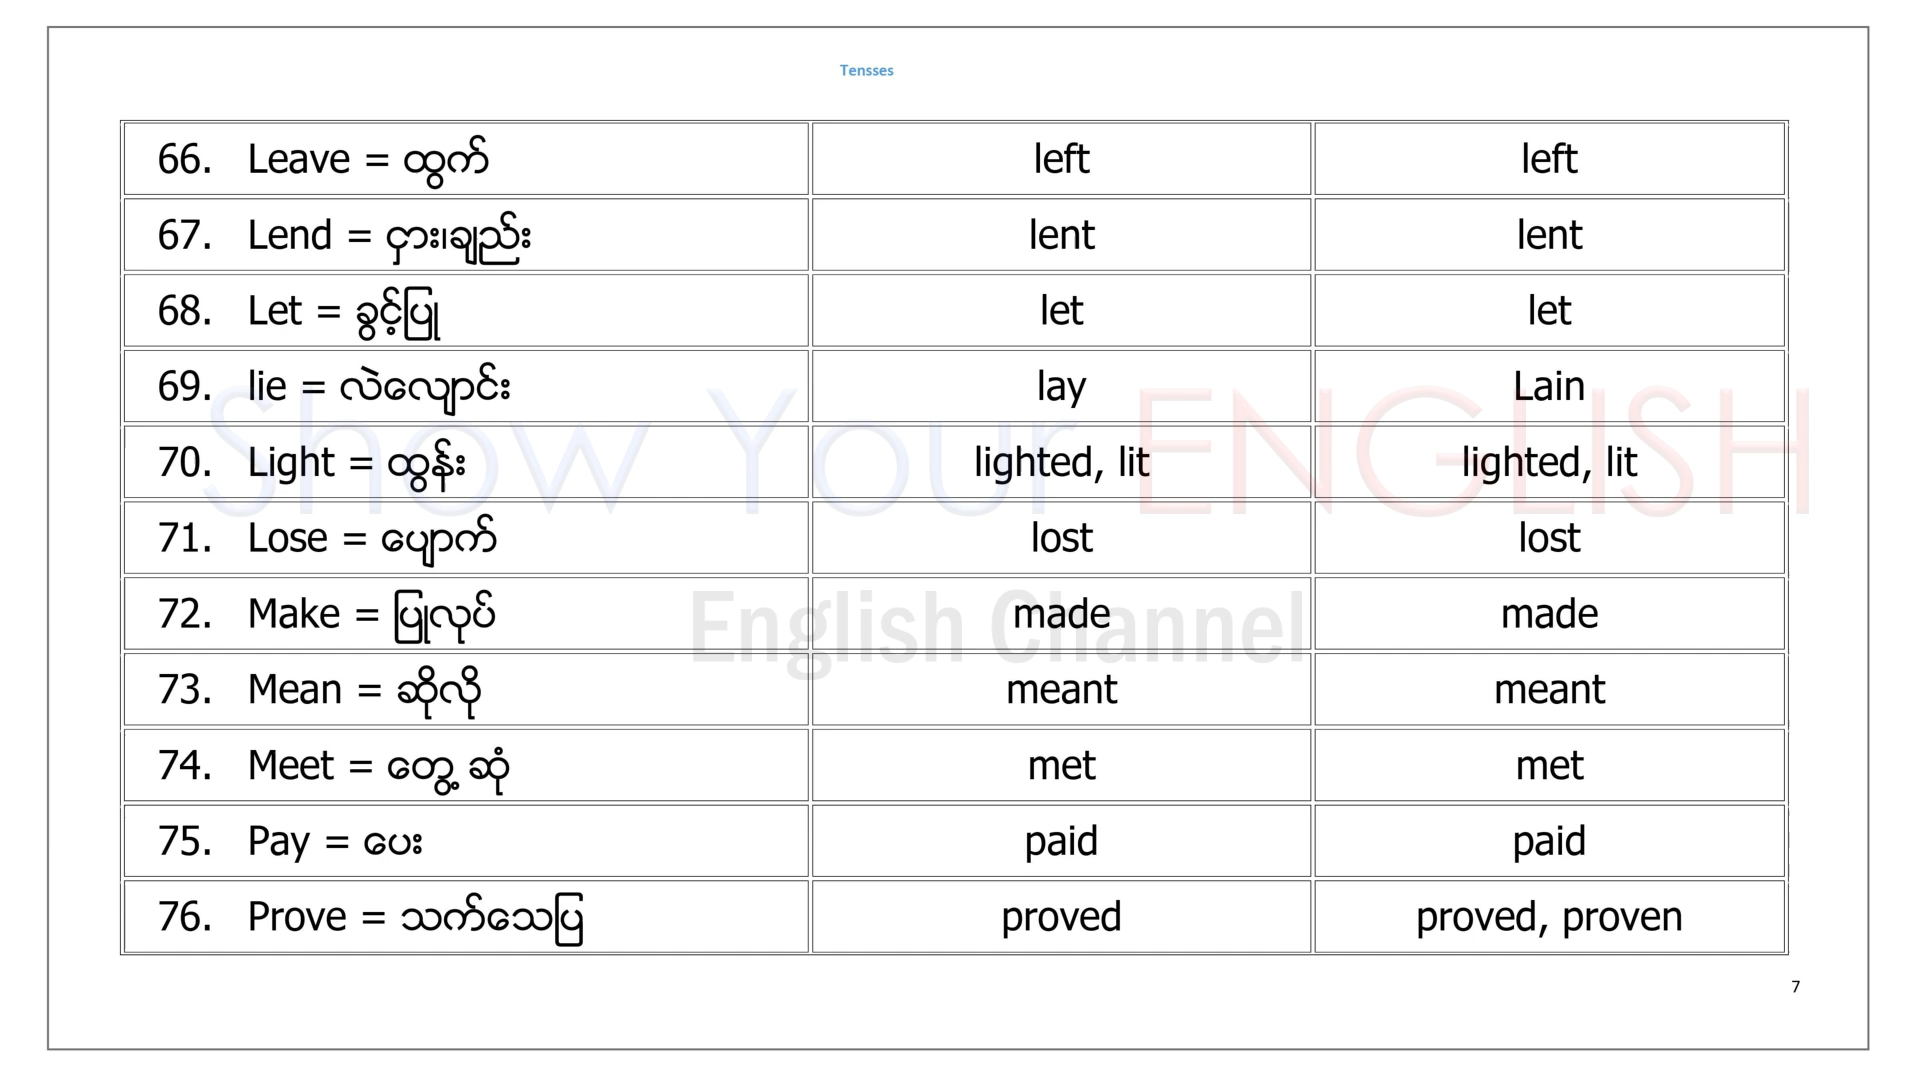 Tensses
66. Leave = ထွက် left left
67. Lend = ငှား၊ချည်း lent lent
68. Let = ခွင့်ပြု let let
69. lie = လဲလျောင်း lay Lain
70. Light = ထွန်း lighted, lit lighted, lit
71. Lose = ပျောက် lost lost
72. Make = ပြုလုပ် made made
73. Mean = ဆိုလို meant meant
74. Meet = တွေ့ ဆုံ met met
75. Pay = ပေး paid paid
76. Prove = သက်သေပြ proved proved, proven
Show Your ENGLISH
English Channel
7